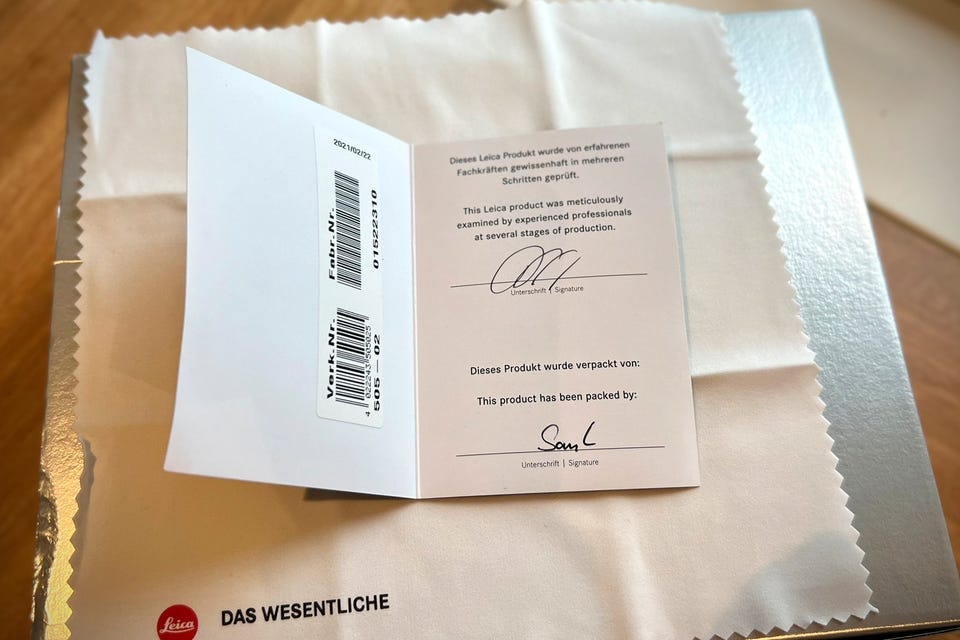 2021/02/22
Fabr.Nr.
01522310
Verk.Nr.
4 022243 505025
505—02
Dieses Leica Produkt wurde von erfahrenen
Fachkräften gewissenhaft in mehreren
Schritten geprüft.
This Leica product was meticulously
examined by experienced professionals
at several stages of production.
Unterschrift | Signature
Dieses Produkt wurde verpackt von:
This product has been packed by:
Unterschrift | Signature
Leica
DAS WESENTLICHE